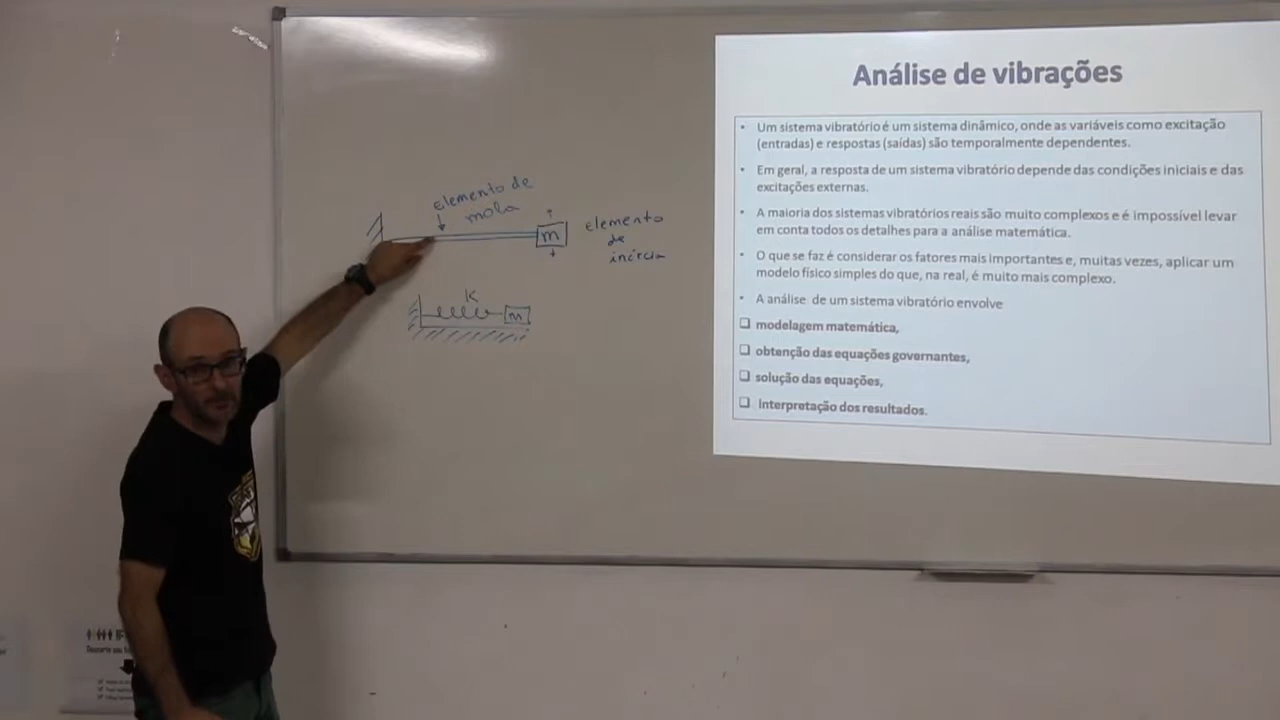 elemento de
mola
m
elemento
de
inércia
K
m
Análise de vibrações
• Um sistema vibratório é um sistema dinâmico, onde as variáveis como excitação
(entradas) e respostas (saídas) são temporalmente dependentes.
• Em geral, a resposta de um sistema vibratório depende das condições iniciais e das
excitações externas.
• A maioria dos sistemas vibratórios reais são muito complexos e é impossível levar
em conta todos os detalhes para a análise matemática.
• O que se faz é considerar os fatores mais importantes e, muitas vezes, aplicar um
modelo físico simples do que, na real, é muito mais complexo.
• A análise de um sistema vibratório envolve
❑ modelagem matemática,
❑ obtenção das equações governantes,
❑ solução das equações,
❑ Interpretação dos resultados.